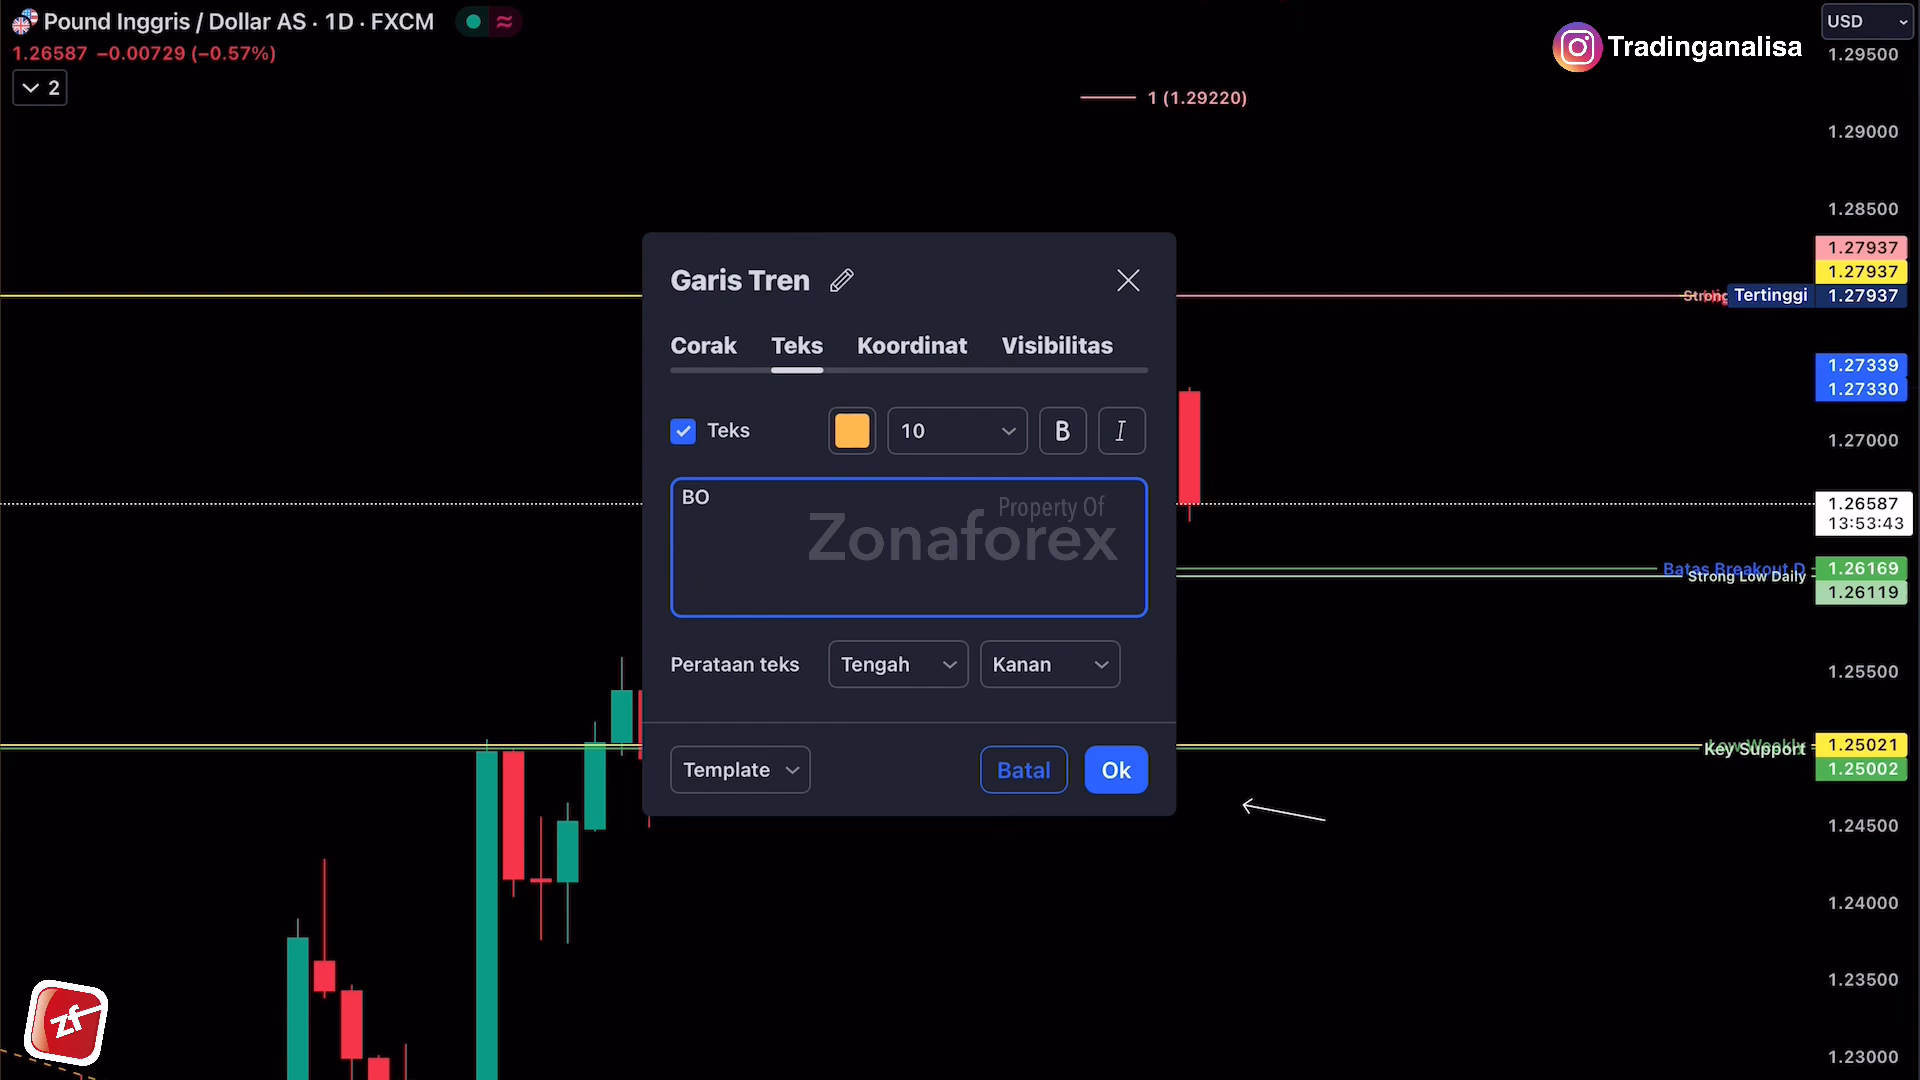 Pound Inggris / Dollar AS · 1D · FXCM
1.26587 −0.00729 (−0.57%)
2
Tradinganalisa
USD
1 (1.29220)
1.29500
1.29000
1.28500
1.27937
1.27937
Strong
Tertinggi 1.27937
1.27339
1.27330
1.27000
1.26587
13:53:43
Batas Breakout D 1.26169
Strong Low Daily 1.26119
1.25500
1.25021
Key Support 1.25002
1.24500
1.24000
1.23500
1.23000
Garis Tren
Corak Teks Koordinat Visibilitas
Teks 10 B I
BO
Property Of
Zonaforex
Perataan teks Tengah Kanan
Template Batal Ok
zf